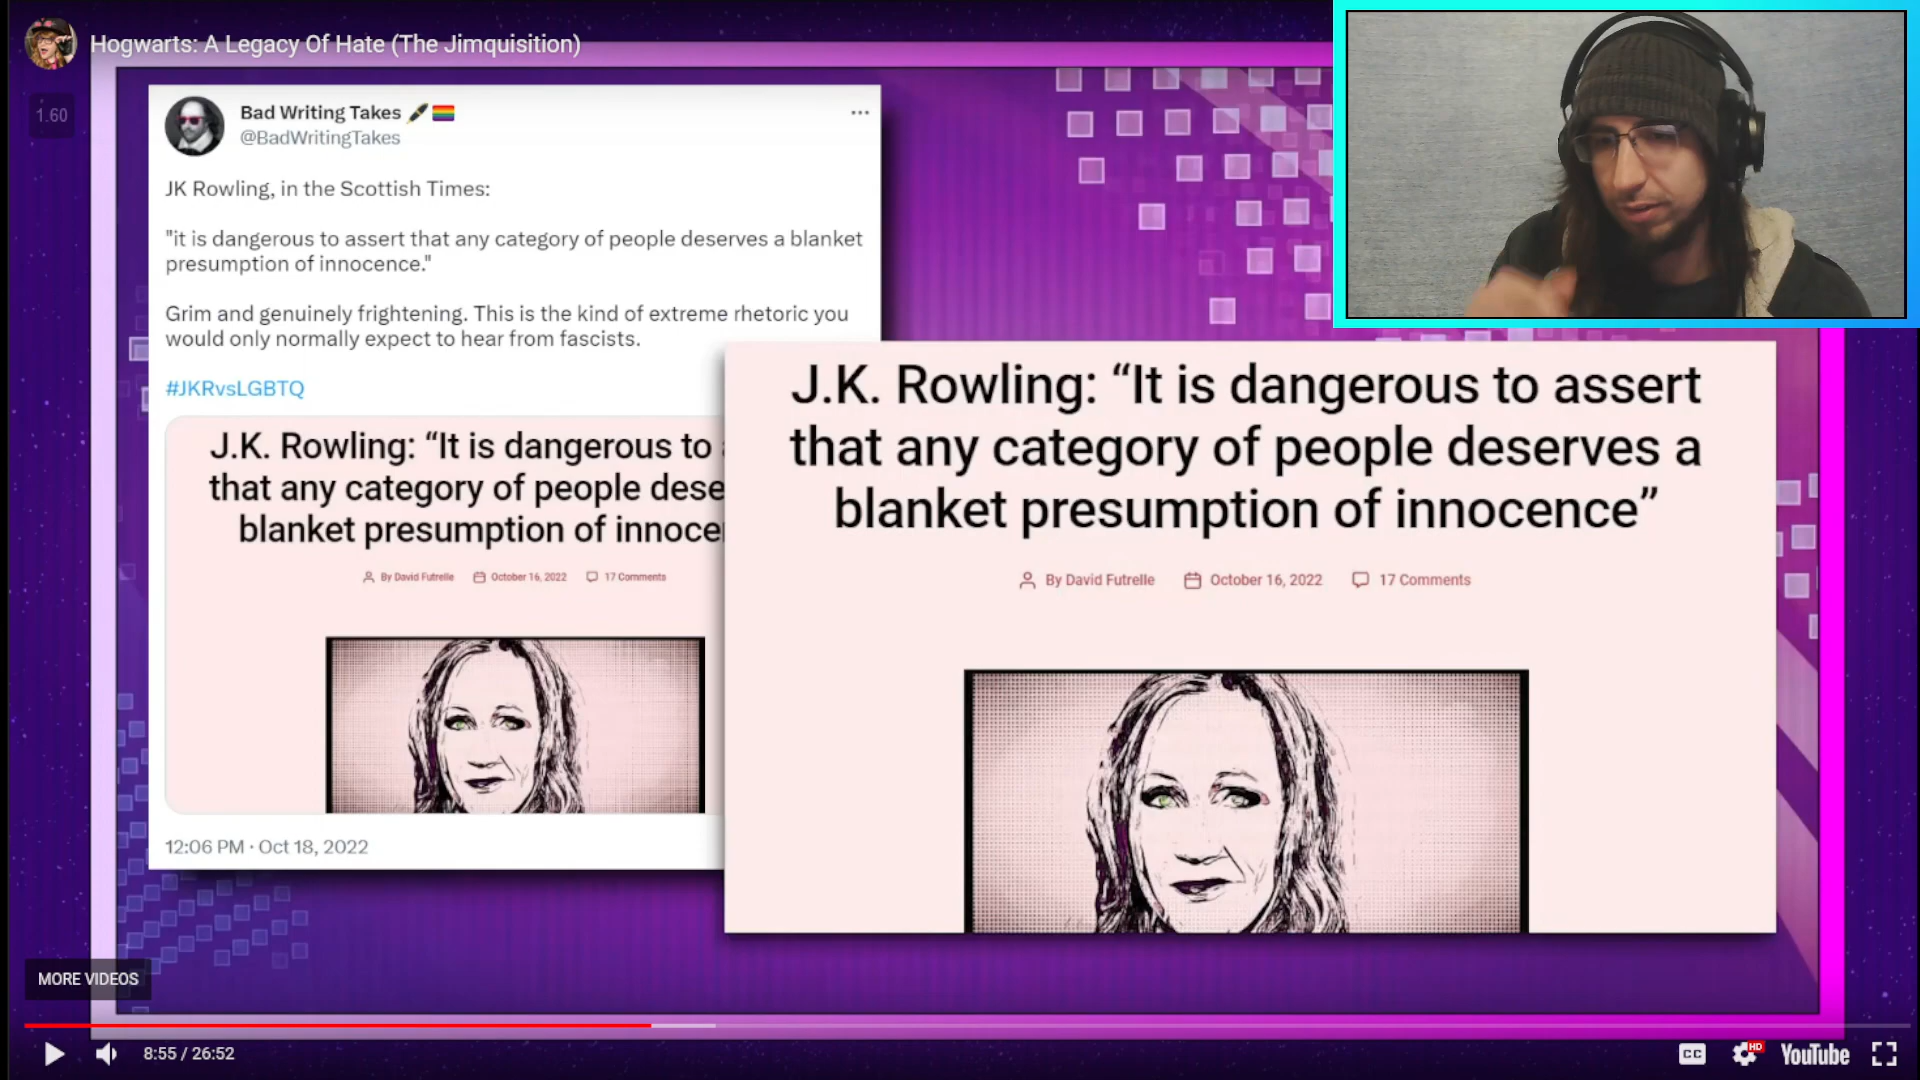 Hogwarts: A Legacy Of Hate (The Jimquisition)
1.60
Bad Writing Takes
@BadWritingTakes
JK Rowling, in the Scottish Times:
"it is dangerous to assert that any category of people deserves a blanket
presumption of innocence."
Grim and genuinely frightening. This is the kind of extreme rhetoric you
would only normally expect to hear from fascists.
#JKRvsLGBTQ
J.K. Rowling: “It is dangerous to
that any category of people dese
blanket presumption of innoce
By David Futrelle October 16, 2022 17 Comments
12:06 PM · Oct 18, 2022
J.K. Rowling: “It is dangerous to assert
that any category of people deserves a
blanket presumption of innocence”
By David Futrelle October 16, 2022 17 Comments
MORE VIDEOS
8:55 / 26:52
CC
HD
YouTube